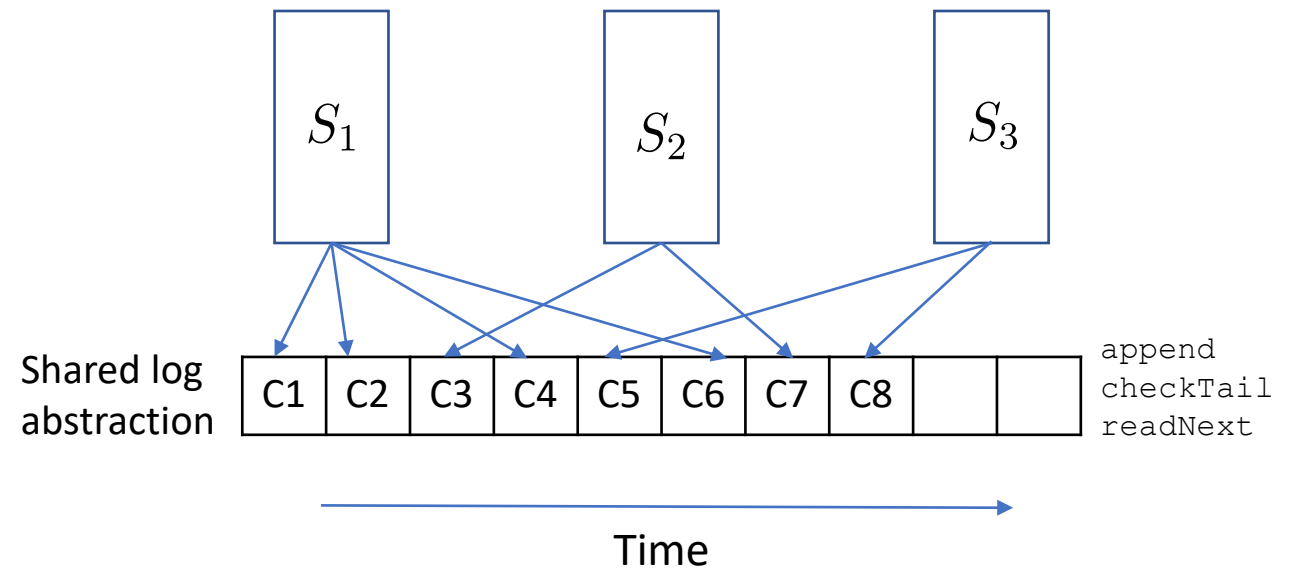 S₁ S₂ S₃
Shared log
abstraction
C1 C2 C3 C4 C5 C6 C7 C8
append
checkTail
readNext
Time